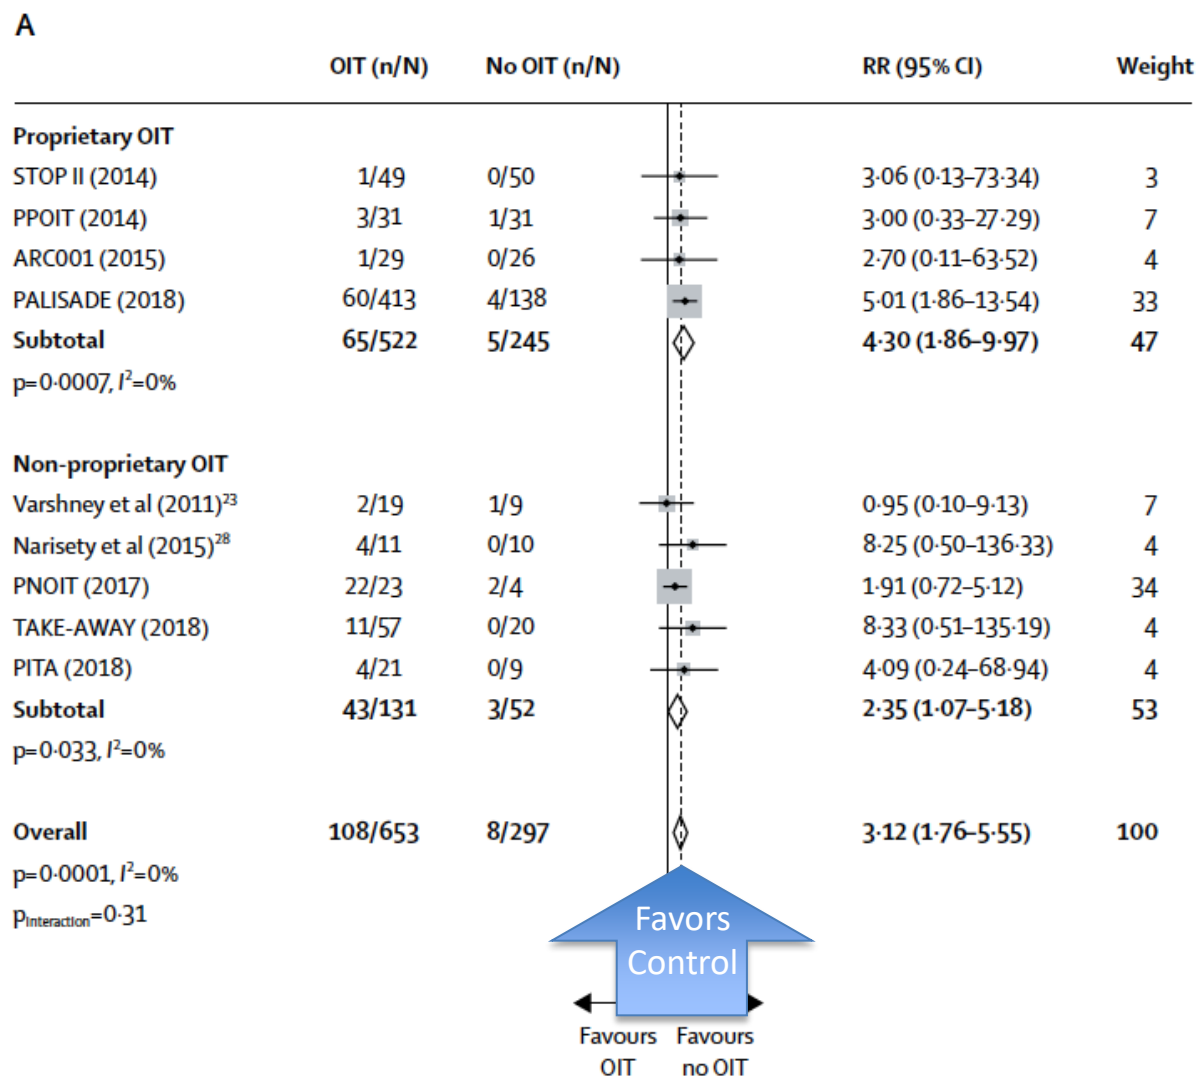 A
OIT (n/N) No OIT (n/N) RR (95% CI) Weight
Proprietary OIT
STOP II (2014) 1/49 0/50 3·06 (0·13–73·34) 3
PPOIT (2014) 3/31 1/31 3·00 (0·33–27·29) 7
ARC001 (2015) 1/29 0/26 2·70 (0·11–63·52) 4
PALISADE (2018) 60/413 4/138 5·01 (1·86–13·54) 33
Subtotal 65/522 5/245 4·30 (1·86–9·97) 47
p=0·0007, I²=0%
Non-proprietary OIT
Varshney et al (2011)²³ 2/19 1/9 0·95 (0·10–9·13) 7
Narisety et al (2015)²⁸ 4/11 0/10 8·25 (0·50–136·33) 4
PNOIT (2017) 22/23 2/4 1·91 (0·72–5·12) 34
TAKE-AWAY (2018) 11/57 0/20 8·33 (0·51–135·19) 4
PITA (2018) 4/21 0/9 4·09 (0·24–68·94) 4
Subtotal 43/131 3/52 2·35 (1·07–5·18) 53
p=0·033, I²=0%
Overall 108/653 8/297 3·12 (1·76–5·55) 100
p=0·0001, I²=0%
pinteraction=0·31
Favors
Control
Favours Favours
OIT no OIT